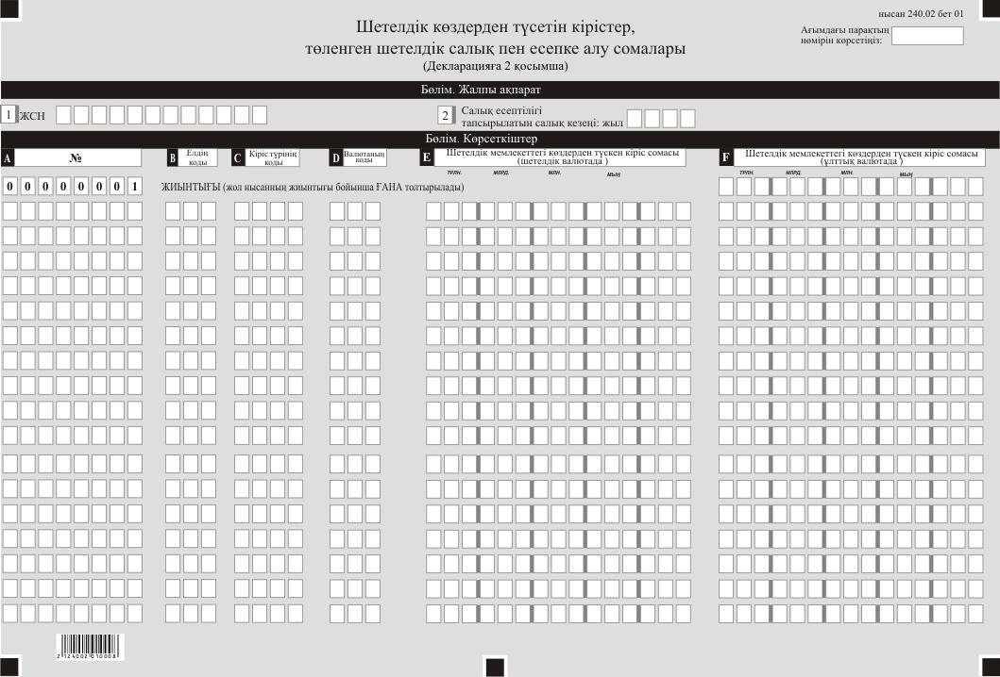 нысан 240.02 бет 01
Шетелдік көздерден түсетін кірістер,
төленген шетелдік салық пен есепке алу сомалары
(Декларацияға 2 қосымша)
Ағымдағы парақтың
нөмірін көрсетіңіз:
Бөлім. Жалпы ақпарат
1 ЖСН
2 Салық есептілігі
тапсырылатын салық кезеңі: жыл
Бөлім. Көрсеткіштер
A №
B Елдің
коды
C Кіріс түрінің
коды
D Валютаның
коды
E Шетелдік мемлекеттегі көздерден түскен кіріс сомасы
(шетелдік валютада )
F Шетелдік мемлекеттегі көздерден түскен кіріс сомасы
(ұлттық валютада )
ТРЛН. МЛРД. МЛН. МЫҢ
ТРЛН. МЛРД. МЛН. МЫҢ
0 0 0 0 0 0 0 1 ЖИЫНТЫҒЫ (жол нысанның жиынтығы бойынша ҒАНА толтырылады)
2 124002 010008